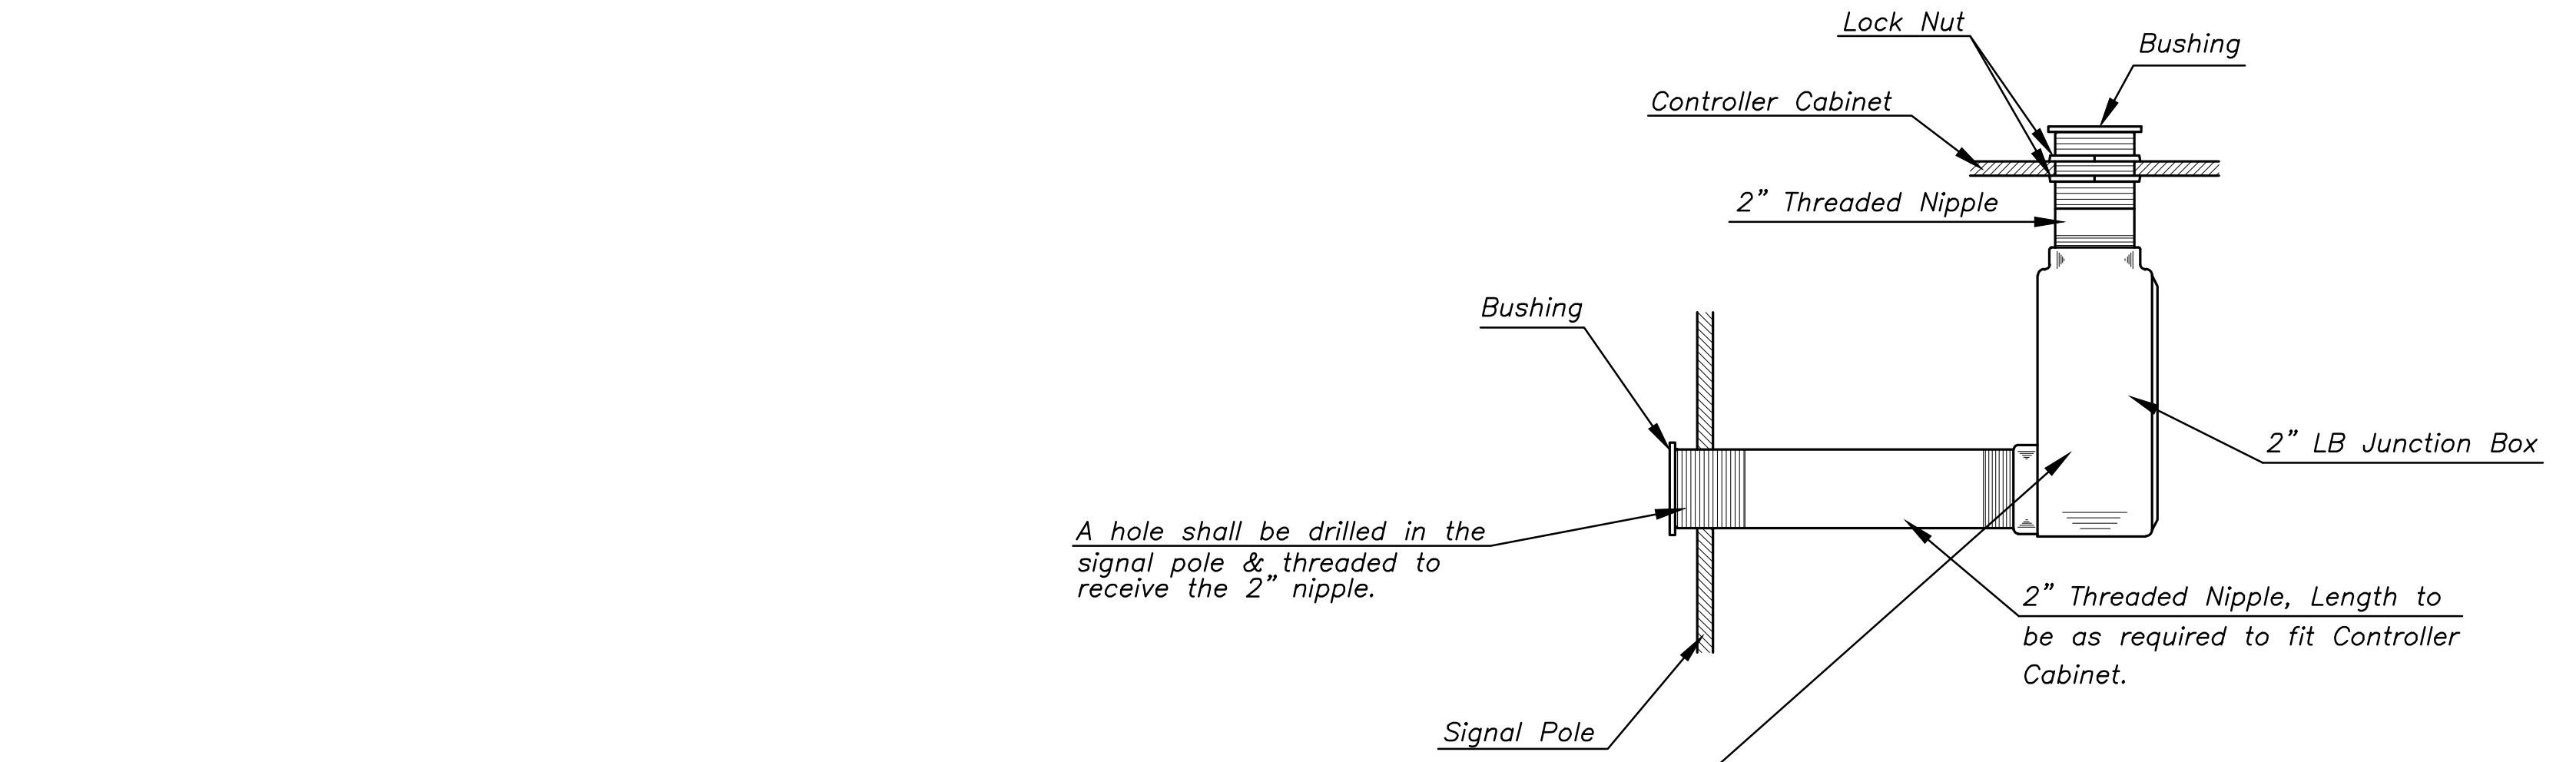 Lock Nut
Bushing
Controller Cabinet
2” Threaded Nipple
Bushing
2” LB Junction Box
A hole shall be drilled in the
signal pole & threaded to
receive the 2” nipple.
2” Threaded Nipple, Length to
be as required to fit Controller
Cabinet.
Signal Pole